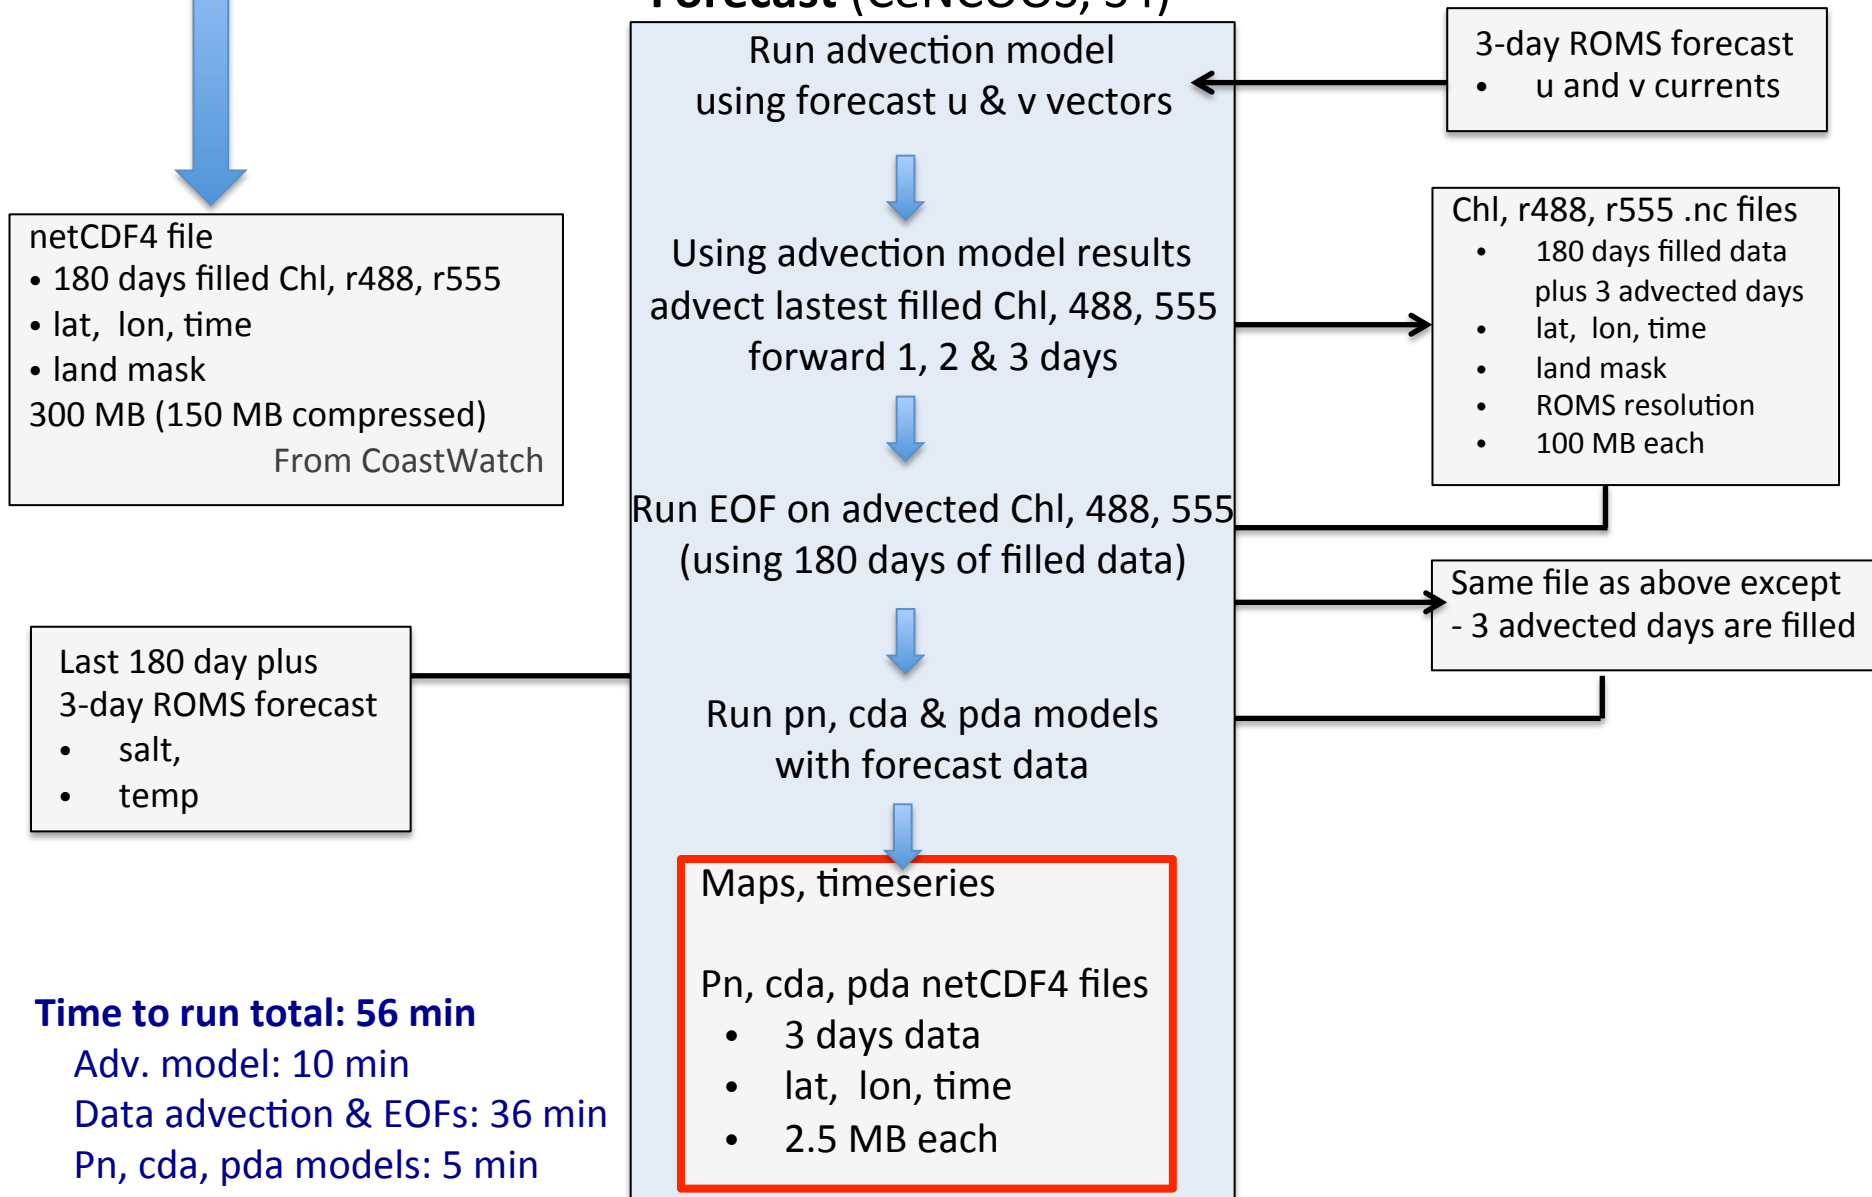 Forecast (CeNCOOS, S4)
Run advection model
using forecast u & v vectors
3-day ROMS forecast
• u and v currents
netCDF4 file
• 180 days filled Chl, r488, r555
• lat, lon, time
• land mask
300 MB (150 MB compressed)
From CoastWatch
Using advection model results
advect lastest filled Chl, 488, 555
forward 1, 2 & 3 days
Chl, r488, r555 .nc files
• 180 days filled data
plus 3 advected days
• lat, lon, time
• land mask
• ROMS resolution
• 100 MB each
Run EOF on advected Chl, 488, 555
(using 180 days of filled data)
Same file as above except
- 3 advected days are filled
Last 180 day plus
3-day ROMS forecast
• salt,
• temp
Run pn, cda & pda models
with forecast data
Maps, timeseries
Pn, cda, pda netCDF4 files
• 3 days data
• lat, lon, time
• 2.5 MB each
Time to run total: 56 min
Adv. model: 10 min
Data advection & EOFs: 36 min
Pn, cda, pda models: 5 min